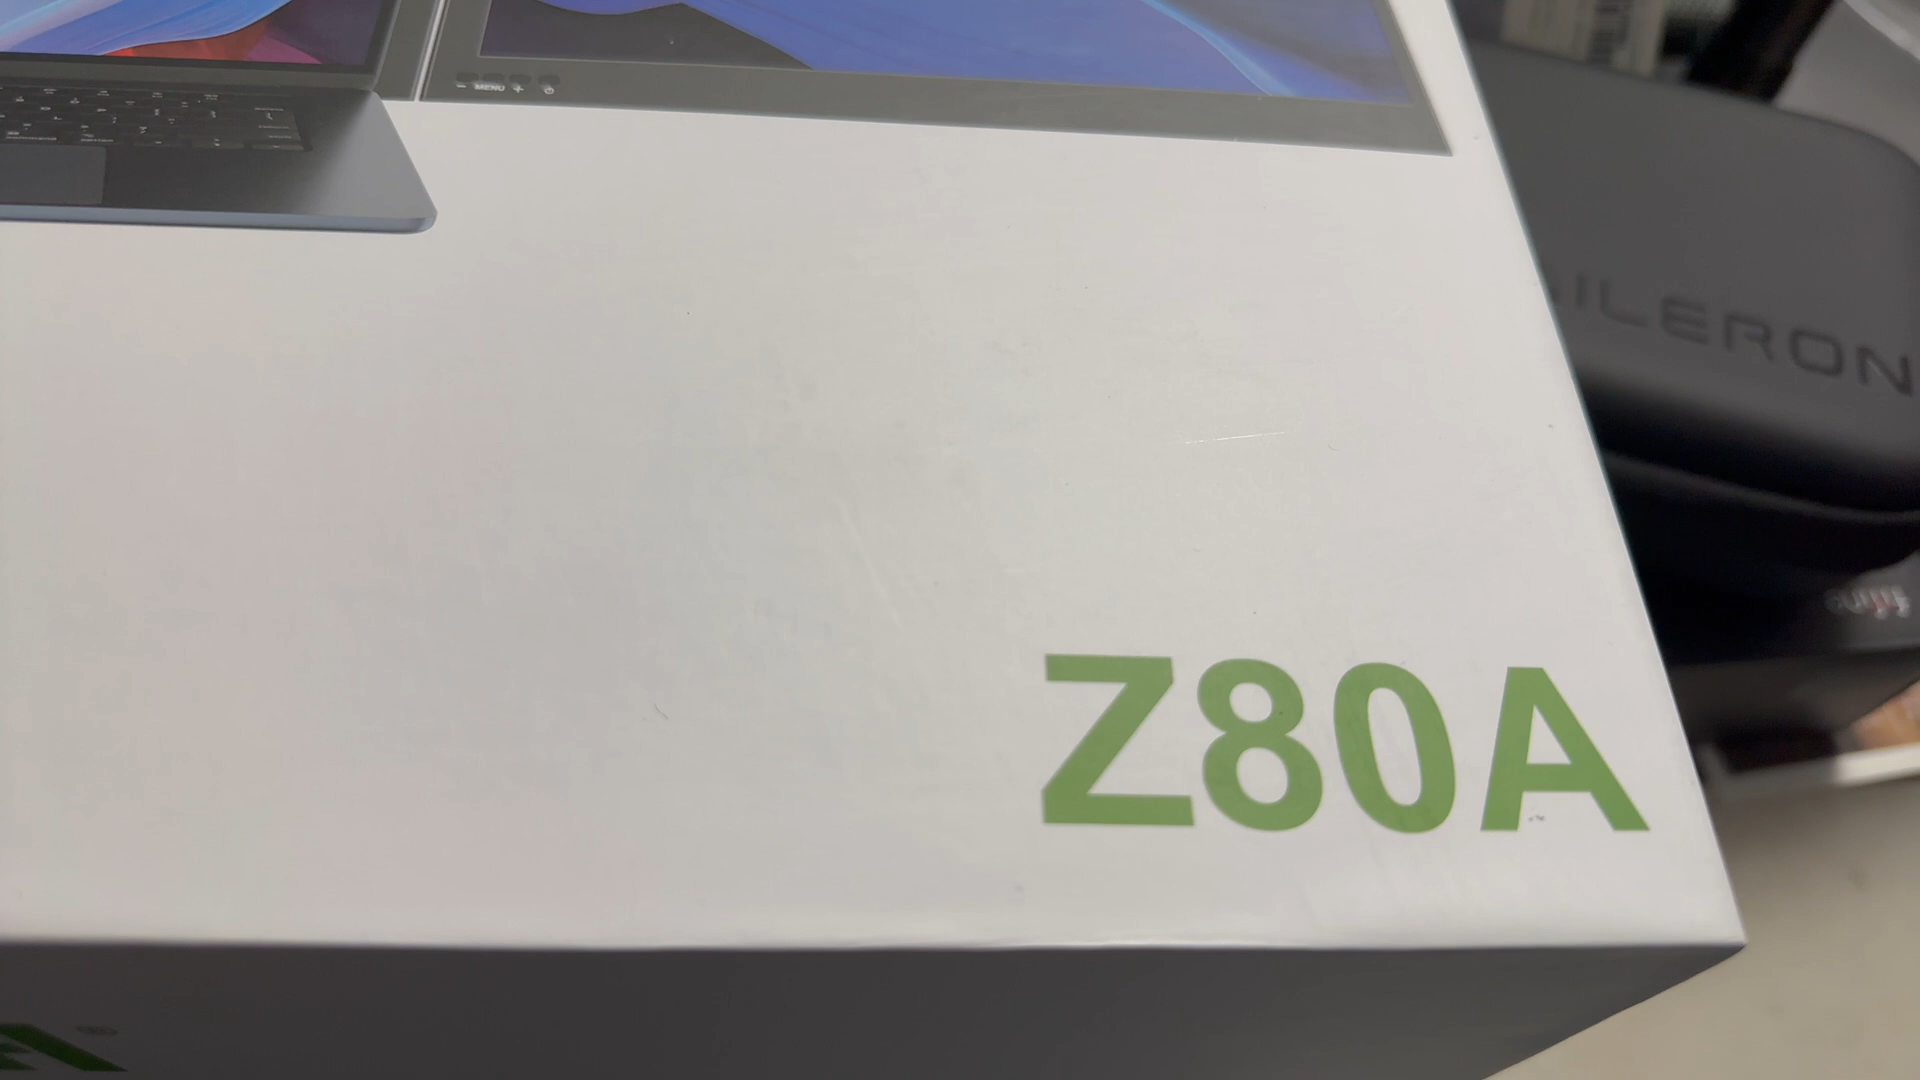 − MENU +
ILERON
Z80A